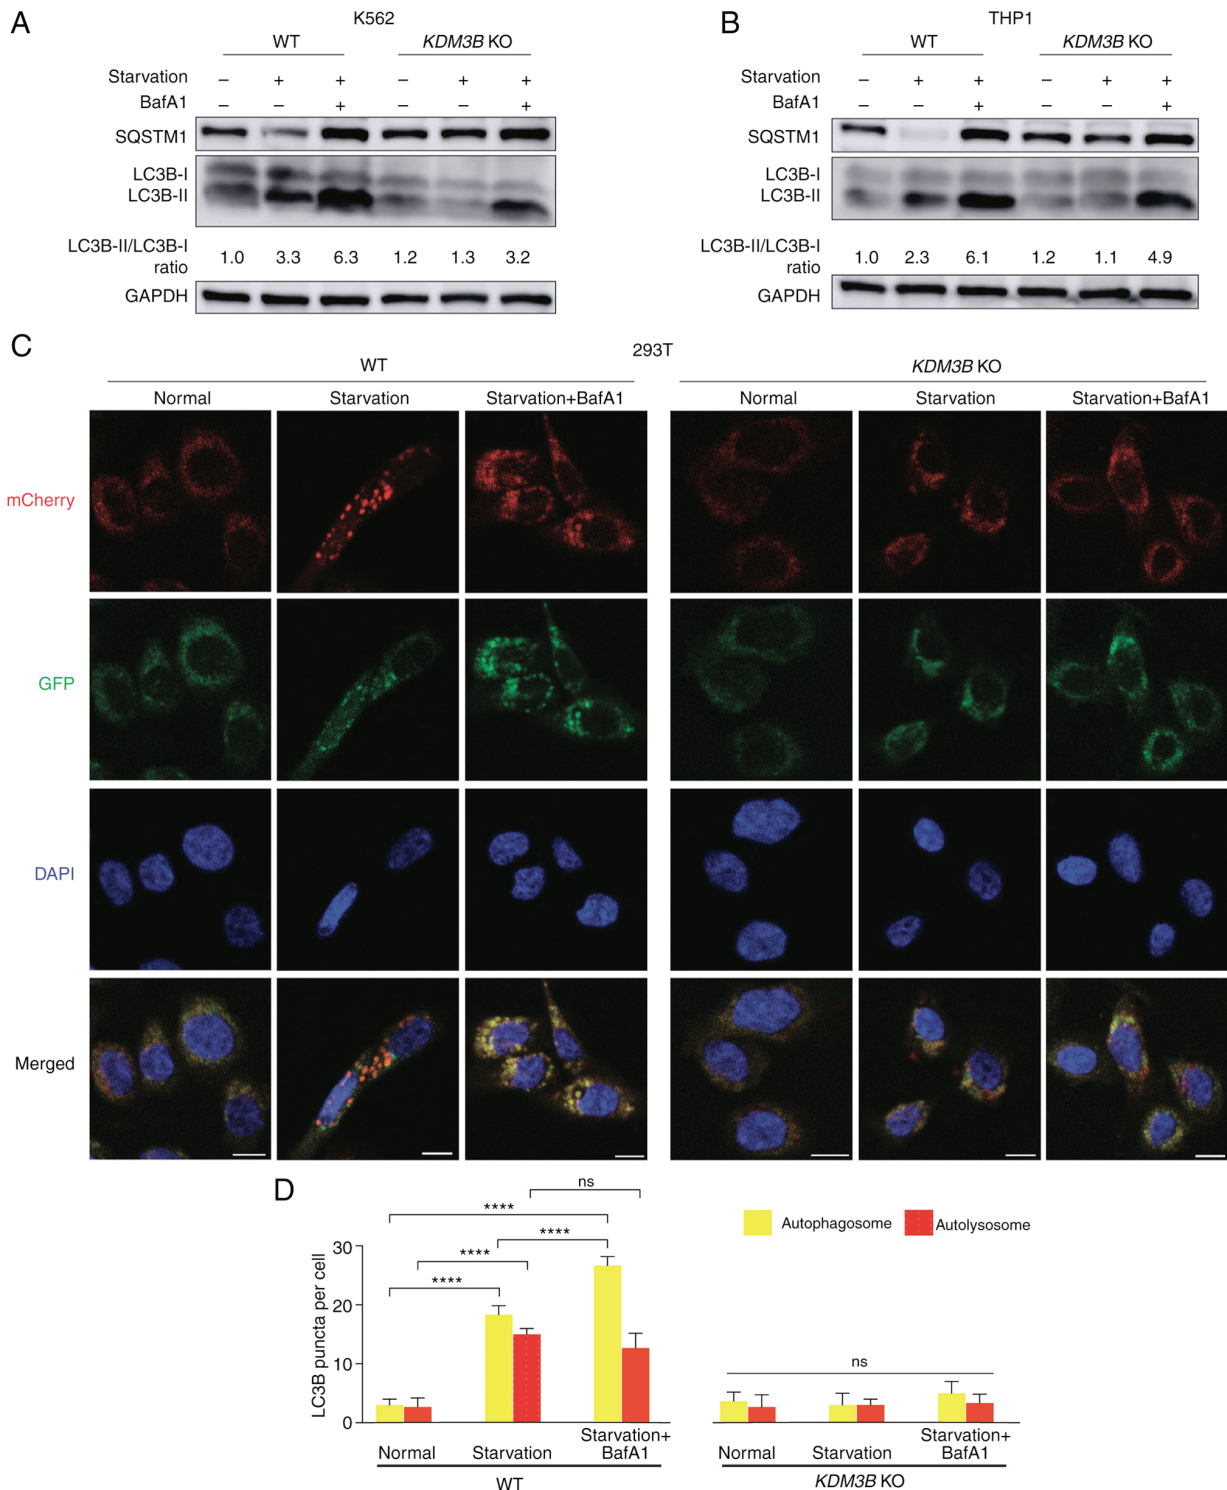 A
K562
WT
KDM3B KO
Starvation – + + – + +
BafA1 – – + – – +
SQSTM1
LC3B-I
LC3B-II
LC3B-II/LC3B-I
ratio
1.0 3.3 6.3 1.2 1.3 3.2
GAPDH
B
THP1
WT
KDM3B KO
Starvation – + + – + +
BafA1 – – + – – +
SQSTM1
LC3B-I
LC3B-II
LC3B-II/LC3B-I
ratio
1.0 2.3 6.1 1.2 1.1 4.9
GAPDH
C
293T
WT
KDM3B KO
Normal Starvation Starvation+BafA1 Normal Starvation Starvation+BafA1
mCherry
GFP
DAPI
Merged
D
ns
****
****
****
****
Autophagosome
Autolysosome
LC3B puncta per cell
30
20
10
0
ns
Normal Starvation Starvation+
BafA1
WT
Normal Starvation Starvation+
BafA1
KDM3B KO